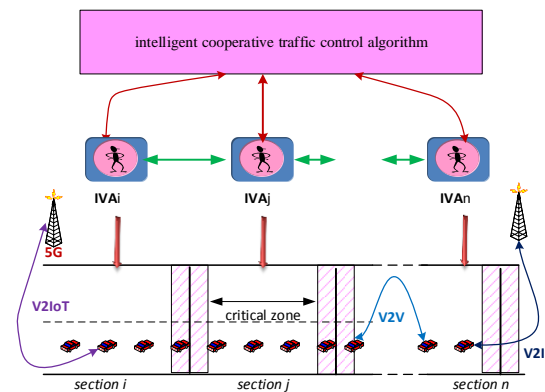 intelligent cooperative traffic control algorithm
IVAi
IVAj
IVAn
5G
V2IoT
critical zone
V2V
V2I
section i
section j
section n